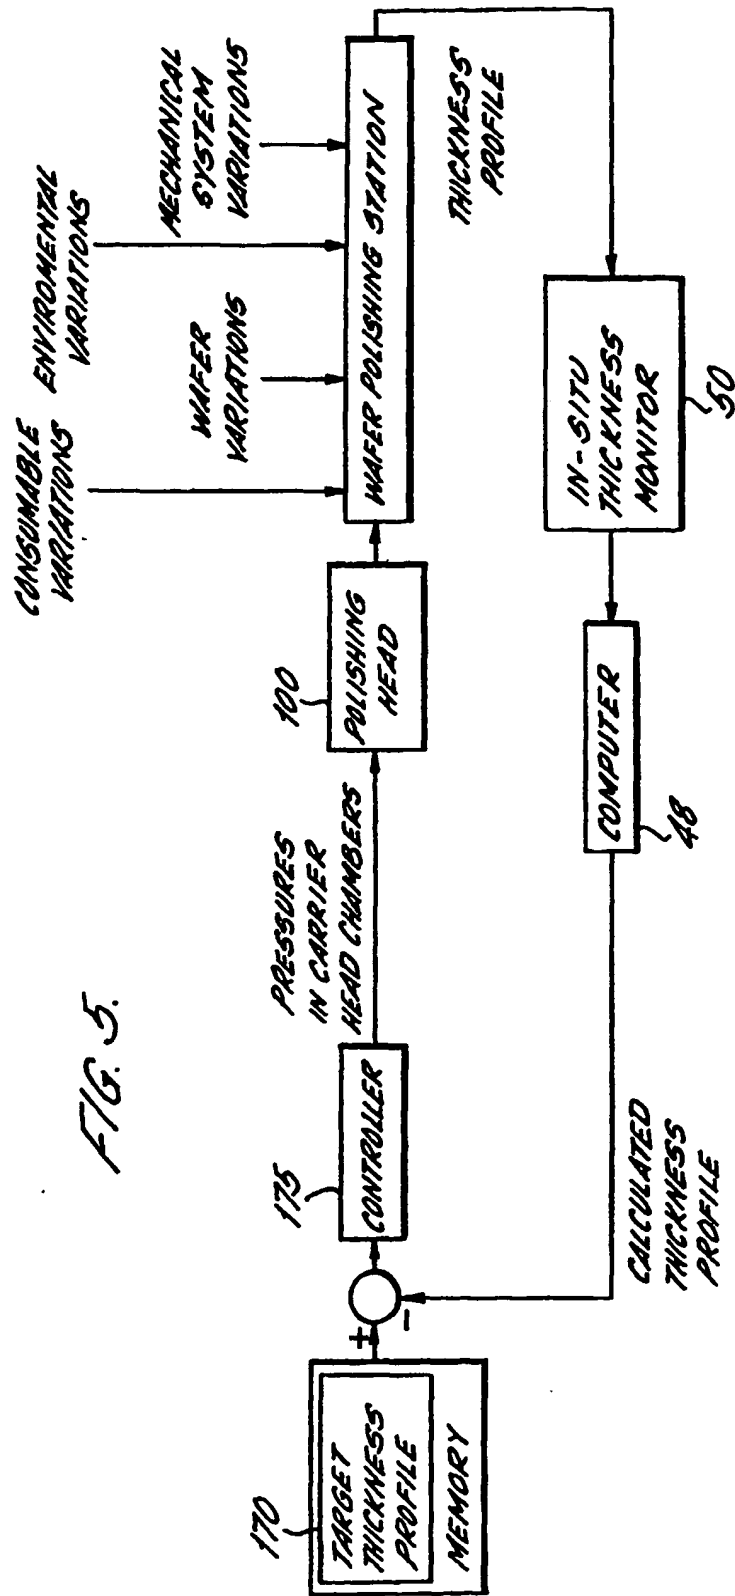 FIG. 5.
CONSUMABLE
VARIATIONS
ENVIROMENTAL
VARIATIONS
WAFER
VARIATIONS
MECHANICAL
SYSTEM
VARIATIONS
170
TARGET
THICKNESS
PROFILE
MEMORY
+
-
175
CONTROLLER
PRESSURES
IN CARRIER
HEAD CHAMBERS
100
POLISHING
HEAD
WAFER POLISHING STATION
THICKNESS
PROFILE
IN-SITU
THICKNESS
MONITOR
50
COMPUTER
48
CALCULATED
THICKNESS
PROFILE